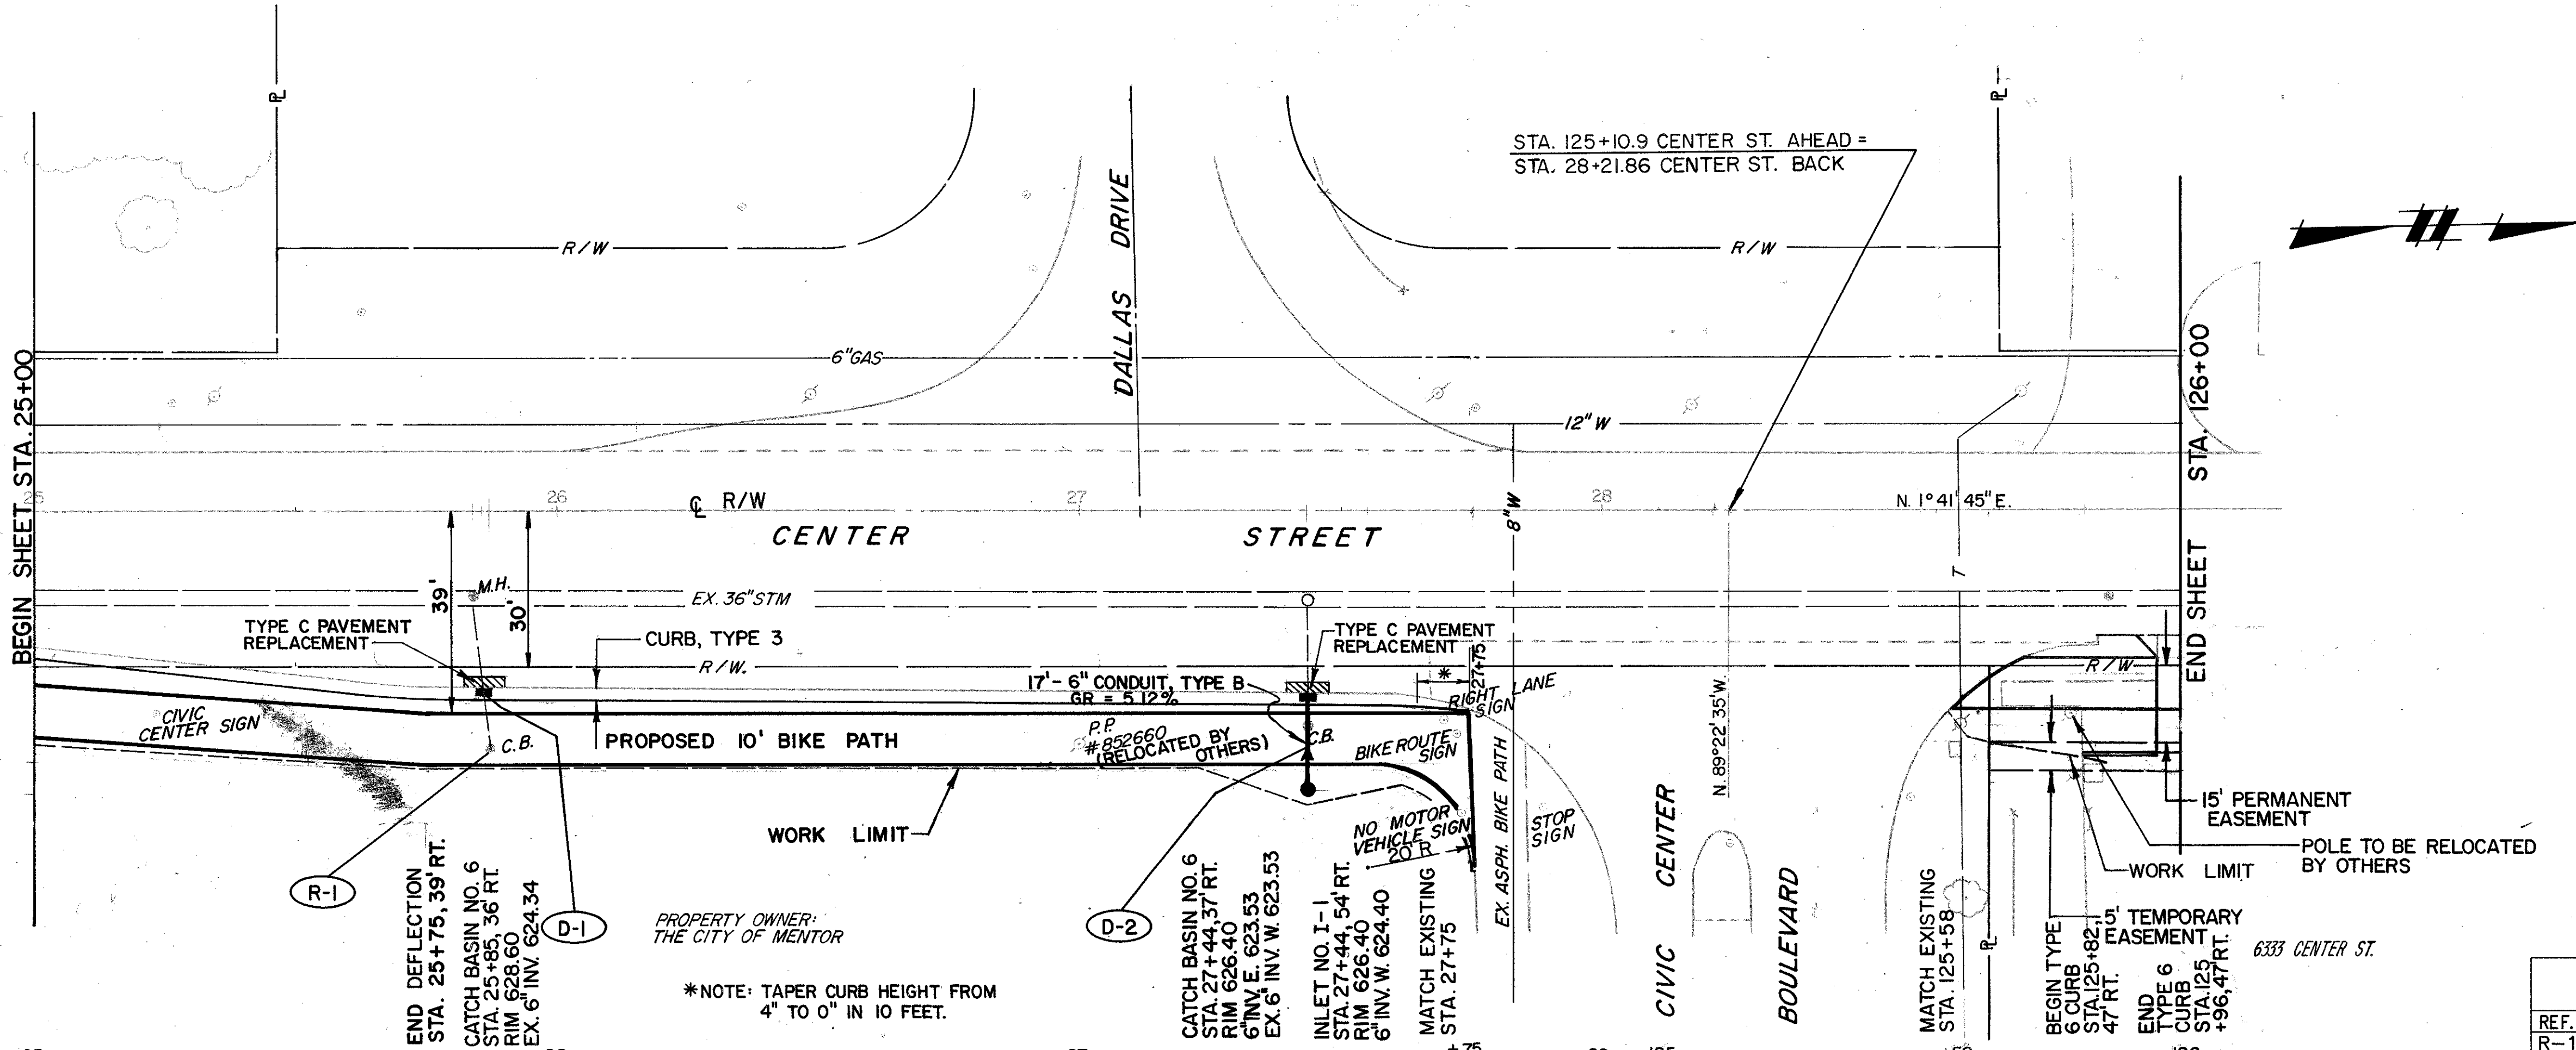 STA. 125+10.9 CENTER ST. AHEAD =
STA. 28+21.86 CENTER ST. BACK
℄
℄
R/W
R/W
DALLAS DRIVE
6" GAS
12" W
BEGIN SHEET STA. 25+00
END SHEET STA. 126+00
25
26
27
28
℄ R/W
N. 1° 41' 45" E.
CENTER STREET
8" W
M.H.
EX. 36" STM
39'
30'
T
TYPE C PAVEMENT
REPLACEMENT
CURB, TYPE 3
R/W.
TYPE C PAVEMENT
REPLACEMENT
27+75
R/W
17'-6" CONDUIT, TYPE B
GR = 5.12%
*
RIGHT LANE
SIGN
CIVIC
CENTER SIGN
C.B.
PROPOSED 10' BIKE PATH
P.P.
#852660
(RELOCATED BY
OTHERS)
C.B.
BIKE ROUTE
SIGN
EX. ASPH. BIKE PATH
N. 89° 22' 35" W.
WORK LIMIT
NO MOTOR
VEHICLE SIGN
20' R
STOP
SIGN
CIVIC CENTER
BOULEVARD
15' PERMANENT
EASEMENT
POLE TO BE RELOCATED
BY OTHERS
WORK LIMIT
5' TEMPORARY
EASEMENT
6333 CENTER ST.
R-1
D-1
D-2
END DEFLECTION
STA. 25+75, 39' RT.
CATCH BASIN NO. 6
STA. 25+85, 36' RT.
RIM 628.60
EX. 6" INV. 624.34
PROPERTY OWNER:
THE CITY OF MENTOR
*NOTE: TAPER CURB HEIGHT FROM
4" TO 0" IN 10 FEET.
CATCH BASIN NO. 6
STA. 27+44, 37' RT.
RIM 626.40
6" INV. E. 623.53
EX. 6" INV. W. 623.53
INLET NO. I-1
STA. 27+44, 54' RT.
RIM 626.40
6" INV. W. 624.40
MATCH EXISTING
STA. 27+75
MATCH EXISTING
STA. 125+58
BEGIN TYPE
6 CURB
STA. 125+82,
47' RT.
END
TYPE 6
CURB
STA. 125
+96, 47' RT.
REF.
R-1
+75